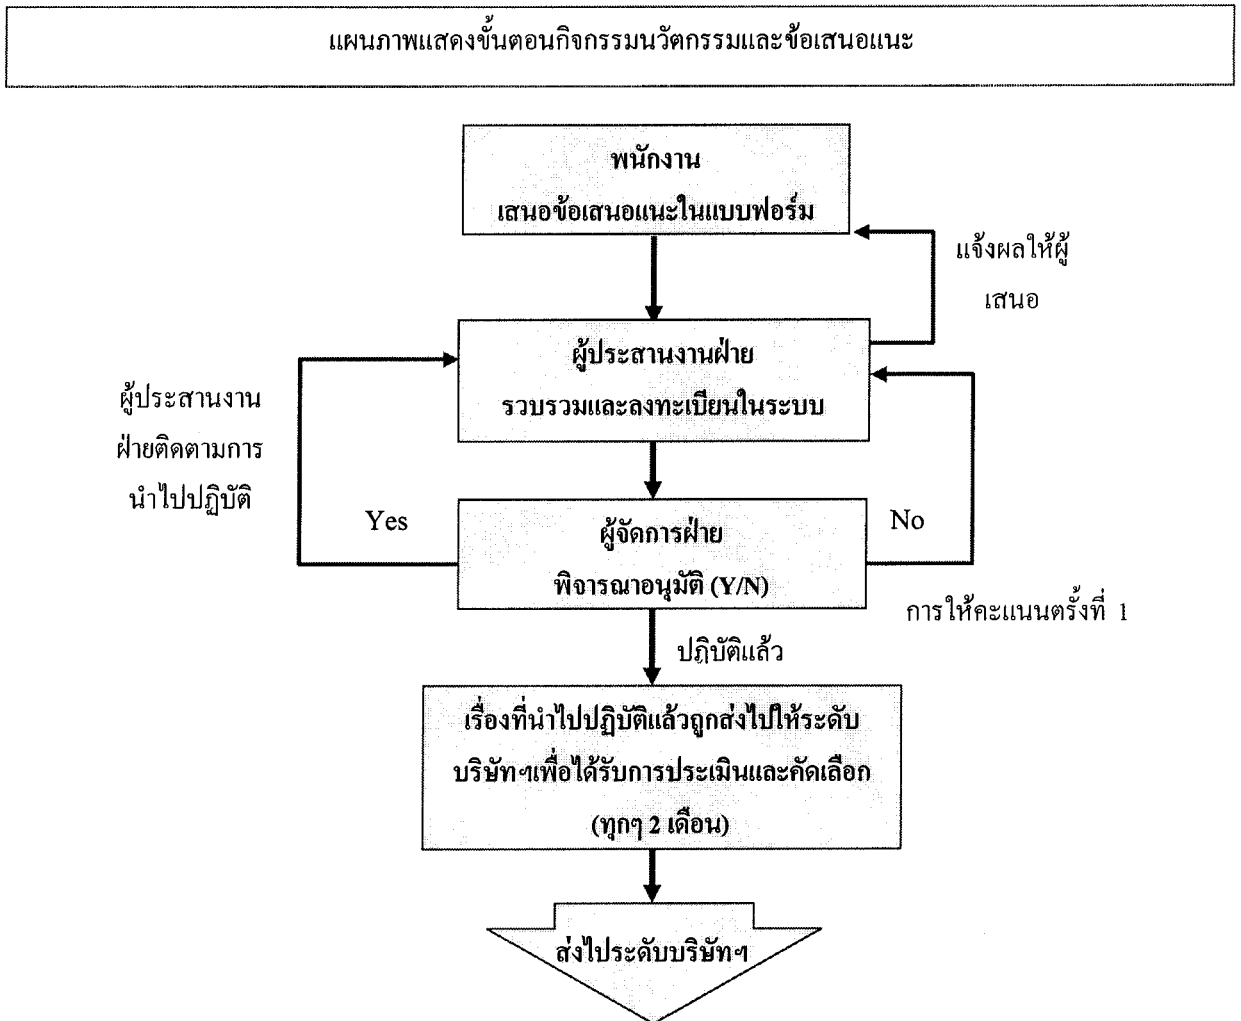 แผนภาพแสดงขั้นตอนกิจกรรมนวัตกรรมและข้อเสนอแนะ
พนักงาน
เสนอข้อเสนอแนะในแบบฟอร์ม
แจ้งผลให้ผู้
เสนอ
ผู้ประสานงานฝ่าย
รวบรวมและลงทะเบียนในระบบ
ผู้ประสานงาน
ฝ่ายติดตามการ
นำไปปฏิบัติ
Yes
No
ผู้จัดการฝ่าย
พิจารณาอนุมัติ (Y/N)
การให้คะแนนตรั้งที่ 1
ปฏิบัติแล้ว
เรื่องที่นำไปปฏิบัติแล้วถูกส่งไปให้ระดับ
บริษัทฯเพื่อได้รับการประเมินและคัดเลือก
(ทุกๆ 2 เดือน)
ส่งไประดับบริษัทฯ